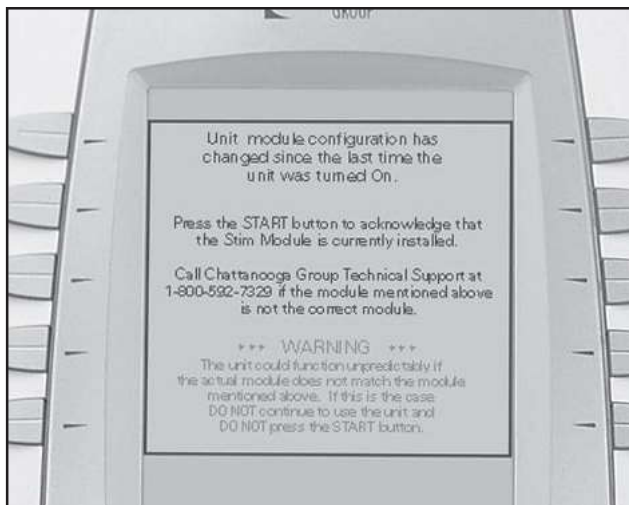 GROUP
Unit module configuration has
changed since the last time the
unit was turned On.
Press the START button to acknowledge that
the Stim Module is currently installed.
Call Chattanooga Group Technical Support at
1-800-592-7329 if the module mentioned above
is not the correct module.
+++ WARNING +++
The unit could function unpredictably if
the actual module does not match the module
mentioned above. If this is the case
DO NOT continue to use the unit and
DO NOT press the START button.